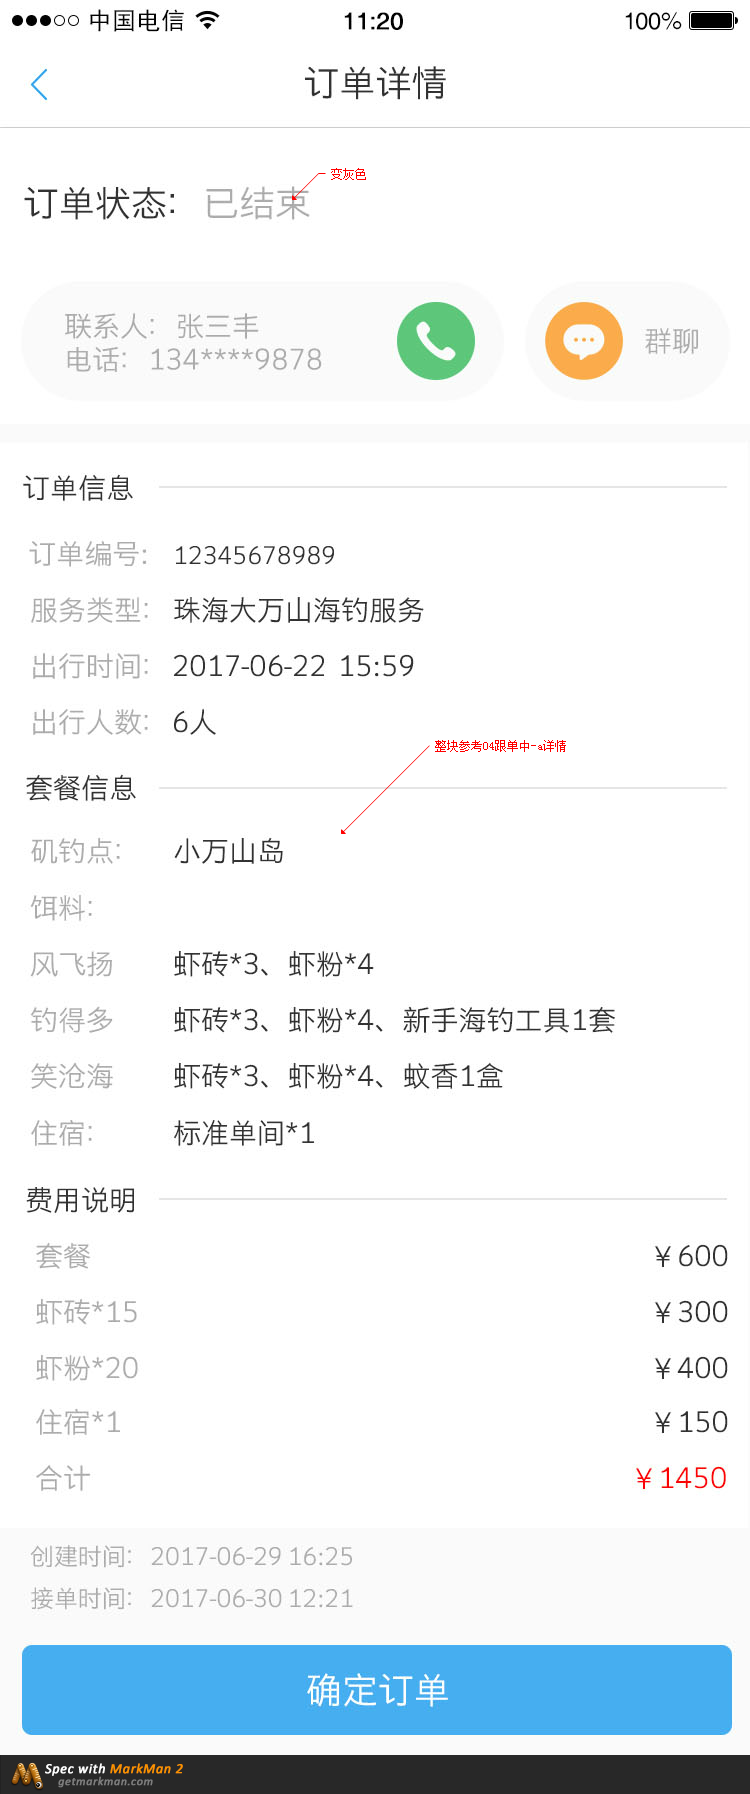 中国电信 11:20 100%
订单详情
变灰色
订单状态: 已结束
联系人: 张三丰
电话: 134****9878
群聊
订单信息
订单编号: 12345678989
服务类型: 珠海大万山海钓服务
出行时间: 2017-06-22 15:59
出行人数: 6人
整块参考04跟单中-a详情
套餐信息
矶钓点: 小万山岛
饵料:
风飞扬 虾砖*3、虾粉*4
钓得多 虾砖*3、虾粉*4、新手海钓工具1套
笑沧海 虾砖*3、虾粉*4、蚊香1盒
住宿: 标准单间*1
费用说明
套餐 ¥600
虾砖*15 ¥300
虾粉*20 ¥400
住宿*1 ¥150
合计 ¥1450
创建时间: 2017-06-29 16:25
接单时间: 2017-06-30 12:21
确定订单
Spec with MarkMan 2
getmarkman.com